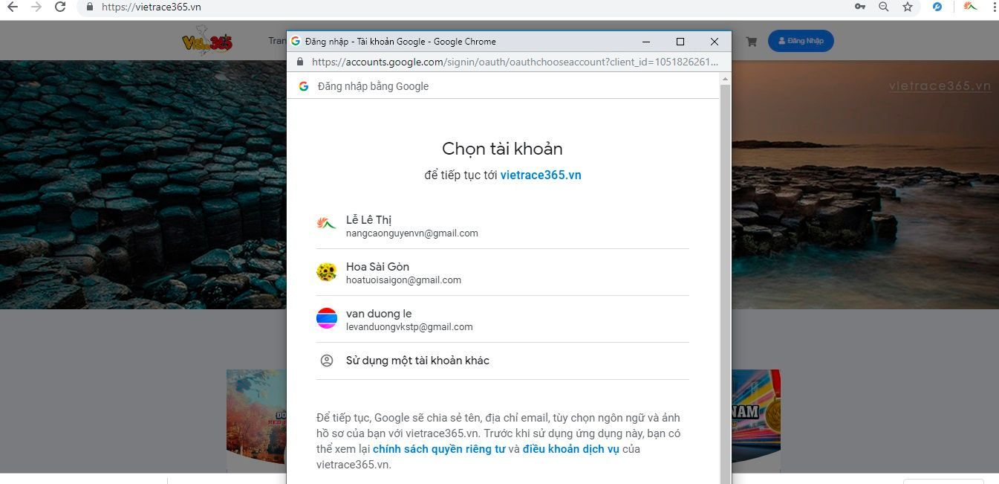 https://vietrace365.vn
Việt 365
Tran
Đăng nhập - Tài khoản Google - Google Chrome
Đăng Nhập
https://accounts.google.com/signin/oauth/oauthchooseaccount?client_id=1051826261...
Đăng nhập bằng Google
vietrace365.vn
Chọn tài khoản
để tiếp tục tới vietrace365.vn
Lễ Lê Thị
nangcaonguyenvn@gmail.com
Hoa Sài Gòn
hoatuoisaigon@gmail.com
van duong le
levanduongvkstp@gmail.com
Sử dụng một tài khoản khác
NAM
Để tiếp tục, Google sẽ chia sẻ tên, địa chỉ email, tùy chọn ngôn ngữ và ảnh
hồ sơ của bạn với vietrace365.vn. Trước khi sử dụng ứng dụng này, bạn có
thể xem lại chính sách quyền riêng tư và điều khoản dịch vụ của
vietrace365.vn.